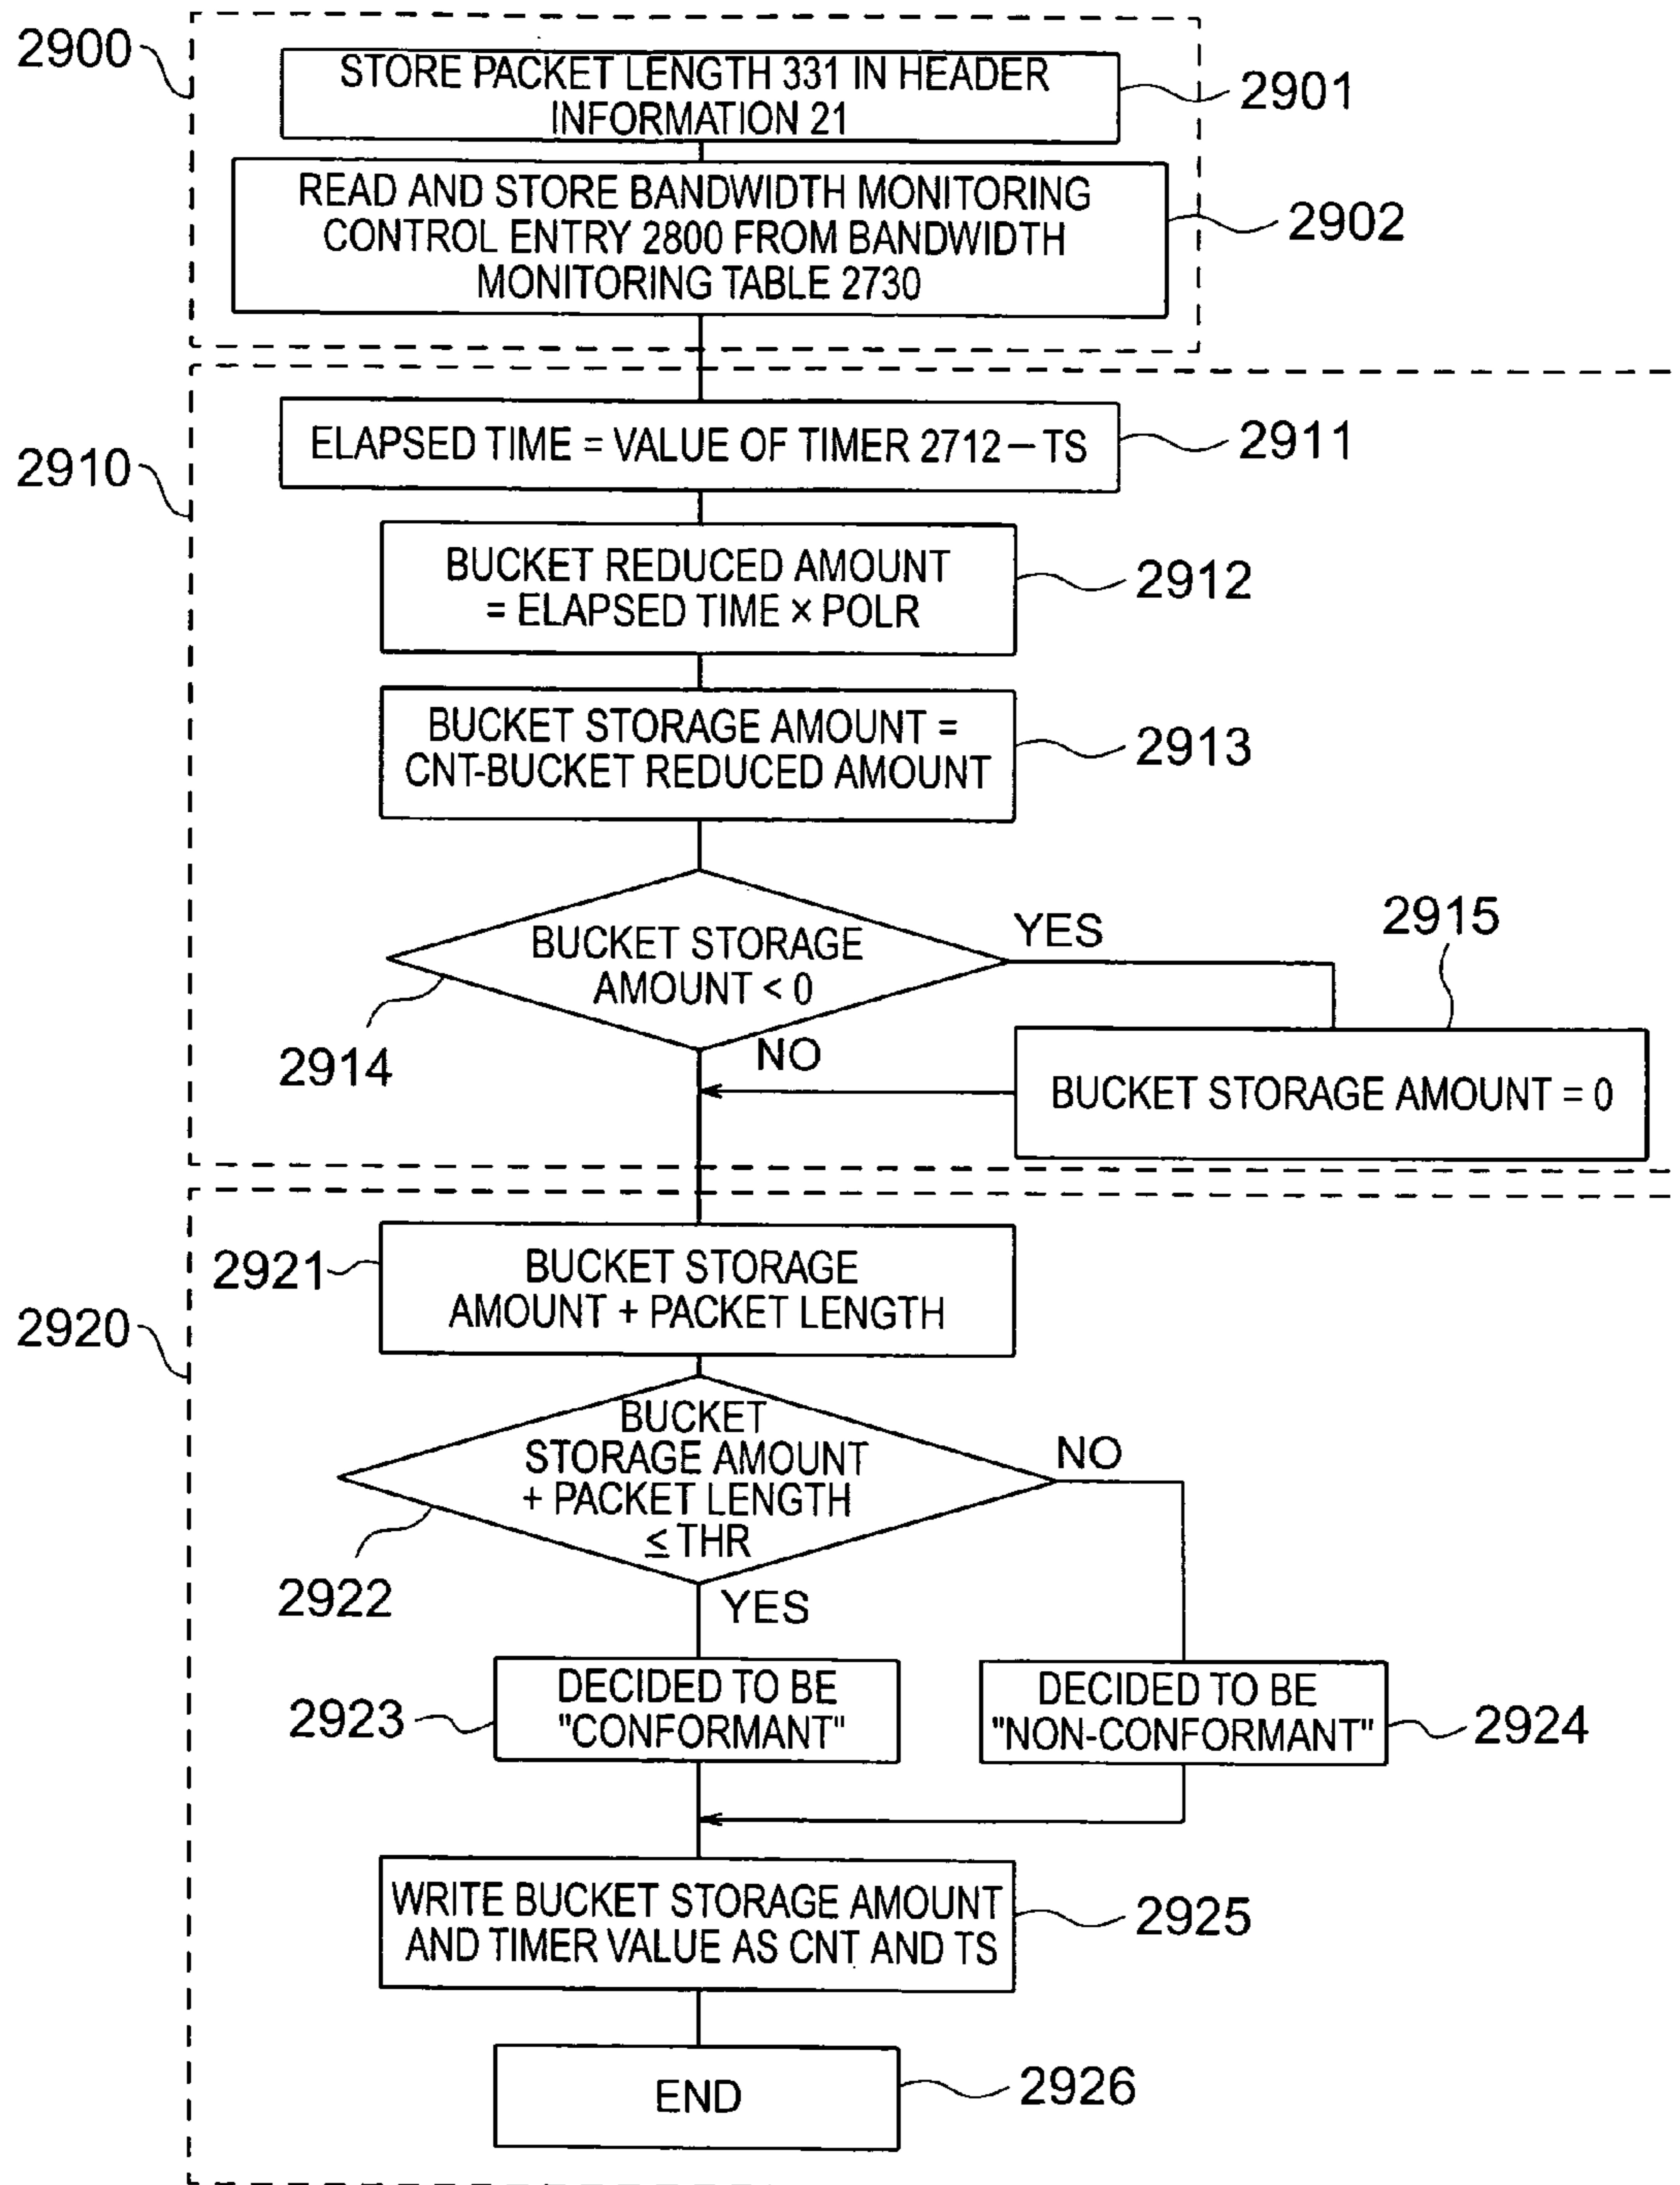 2900
STORE PACKET LENGTH 331 IN HEADER
INFORMATION 21
2901
READ AND STORE BANDWIDTH MONITORING
CONTROL ENTRY 2800 FROM BANDWIDTH
MONITORING TABLE 2730
2902
2910
ELAPSED TIME = VALUE OF TIMER 2712－TS
2911
BUCKET REDUCED AMOUNT
= ELAPSED TIME × POLR
2912
BUCKET STORAGE AMOUNT =
CNT-BUCKET REDUCED AMOUNT
2913
BUCKET STORAGE
AMOUNT < 0
YES
2915
2914
NO
BUCKET STORAGE AMOUNT = 0
2920
2921
BUCKET STORAGE
AMOUNT + PACKET LENGTH
BUCKET
STORAGE AMOUNT
+ PACKET LENGTH
≤ THR
NO
2922
YES
2923
DECIDED TO BE
"CONFORMANT"
DECIDED TO BE
"NON-CONFORMANT"
2924
WRITE BUCKET STORAGE AMOUNT
AND TIMER VALUE AS CNT AND TS
2925
END
2926